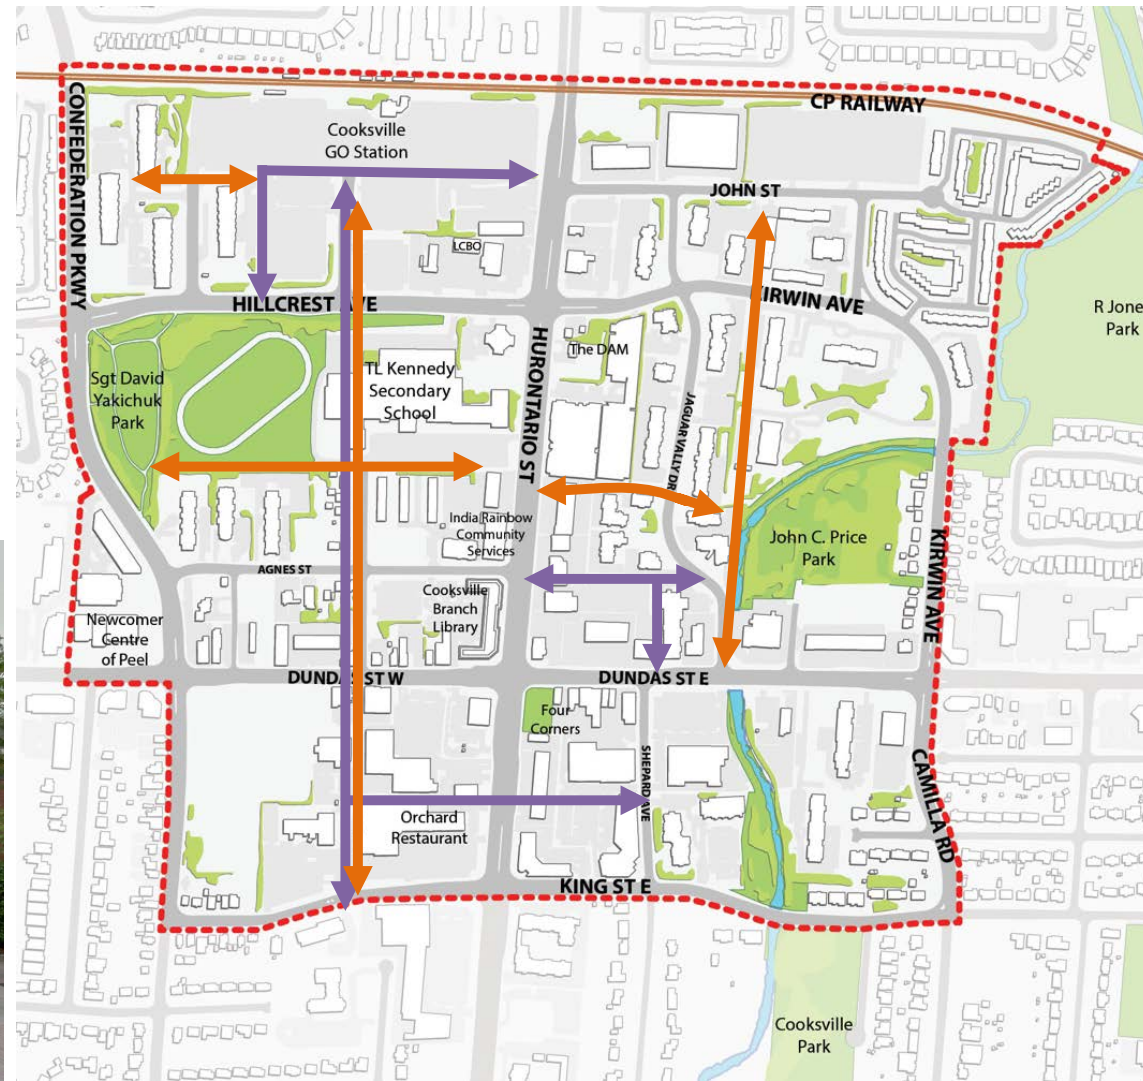 CP RAILWAY
CONFEDERATION PKWY
Cooksville
GO Station
JOHN ST
LCBO
HILLCREST AVE
KIRWIN AVE
R Jone
Park
HURONTARIO ST
The DAM
TL Kennedy
Secondary
School
Sgt David
Yakichuk
Park
JAGUAR VALLY DR
India Rainbow
Community
Services
John C. Price
Park
KIRWIN AVE
AGNES ST
Cooksville
Branch
Library
Newcomer
Centre
of Peel
DUNDAS ST W
DUNDAS ST E
Four
Corners
SHEPARD AVE
CAMILLA RD
Orchard
Restaurant
KING ST E
Cooksville
Park